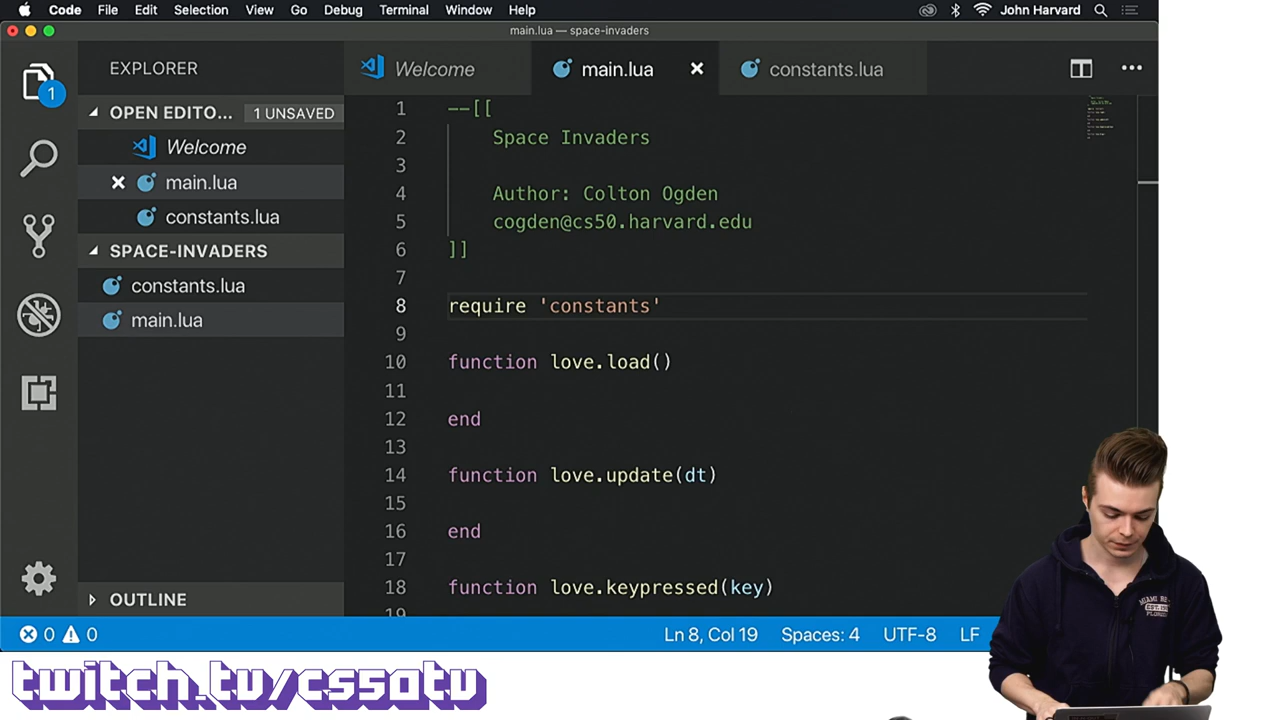 Code File Edit Selection View Go Debug Terminal Window Help John Harvard
main.lua — space-invaders
EXPLORER
OPEN EDITO... 1 UNSAVED
Welcome
main.lua
constants.lua
SPACE-INVADERS
constants.lua
main.lua
OUTLINE
1
Welcome main.lua constants.lua
1 --[[
2 Space Invaders
3
4 Author: Colton Ogden
5 cogden@cs50.harvard.edu
6 ]]
7
8 require 'constants'
9
10 function love.load()
11
12 end
13
14 function love.update(dt)
15
16 end
17
18 function love.keypressed(key)
19
0 0 Ln 8, Col 19 Spaces: 4 UTF-8 LF
twitch.tv/cs50tv